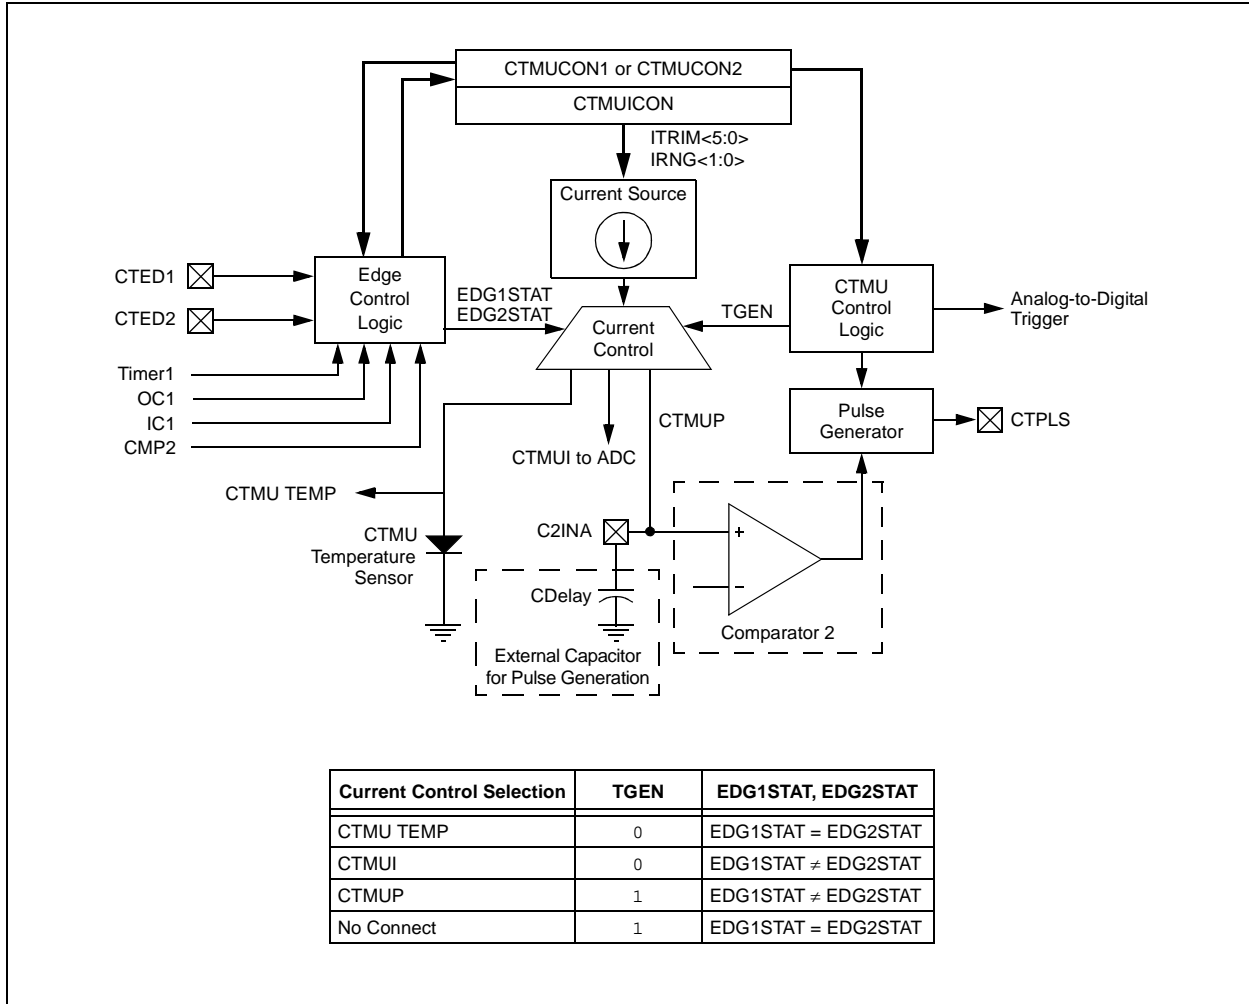 CTMUCON1 or CTMUCON2
CTMUICON
ITRIM<5:0>
IRNG<1:0>
Current Source
CTED1
CTED2
Edge
Control
Logic
EDG1STAT
EDG2STAT
Current
Control
TGEN
CTMU
Control
Logic
Analog-to-Digital
Trigger
Timer1
OC1
IC1
CMP2
CTMUP
CTMUI to ADC
Pulse
Generator
CTPLS
CTMU TEMP
CTMU
Temperature
Sensor
C2INA
+
−
CDelay
Comparator 2
External Capacitor
for Pulse Generation
Current Control Selection TGEN EDG1STAT, EDG2STAT
CTMU TEMP 0 EDG1STAT = EDG2STAT
CTMUI 0 EDG1STAT ≠ EDG2STAT
CTMUP 1 EDG1STAT ≠ EDG2STAT
No Connect 1 EDG1STAT = EDG2STAT